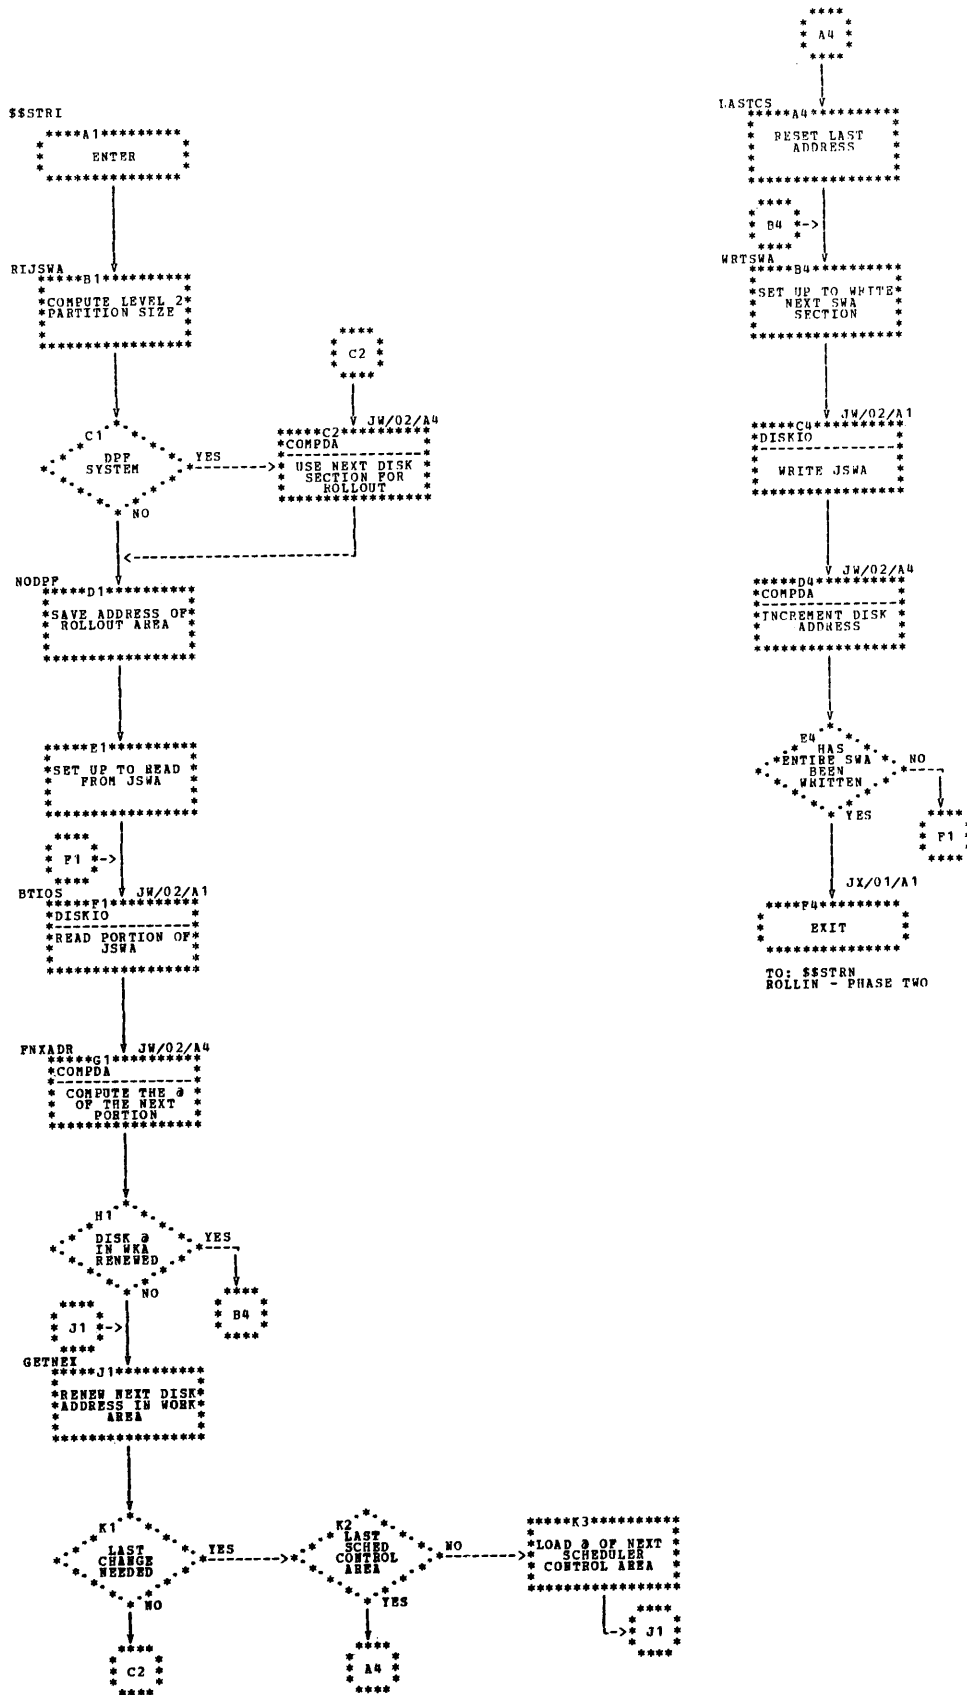 $$STRI
A1
ENTER
RIJSWA
B1
COMPUTE LEVEL 2
PARTITION SIZE
C1
DPF
SYSTEM
YES
NO
C2
JW/02/A4
C2
COMPDA
USE NEXT DISK
SECTION FOR
ROLLOUT
NODPF
D1
SAVE ADDRESS OF
ROLLOUT AREA
E1
SET UP TO READ
FROM JSWA
F1
BTIOS
JW/02/A1
F1
DISKIO
READ PORTION OF
JSWA
FNXADR
JW/02/A4
G1
COMPDA
COMPUTE THE @
OF THE NEXT
PORTION
H1
DISK @
IN WKA
RENEWED
YES
NO
B4
J1
GETNEX
J1
RENEW NEXT DISK
ADDRESS IN WORK
AREA
K1
LAST
CHANGE
NEEDED
YES
NO
C2
K2
LAST
SCHED
CONTROL
AREA
NO
YES
A4
K3
LOAD @ OF NEXT
SCHEDULER
CONTROL AREA
J1
A4
LASTCS
A4
RESET LAST
ADDRESS
B4
WRTSWA
B4
SET UP TO WRITE
NEXT SWA
SECTION
JW/02/A1
C4
DISKIO
WRITE JSWA
JW/02/A4
D4
COMPDA
INCREMENT DISK
ADDRESS
E4
HAS
ENTIRE SWA
BEEN
WRITTEN
NO
YES
F1
JX/01/A1
F4
EXIT
TO: $$STRN
ROLLIN - PHASE TWO